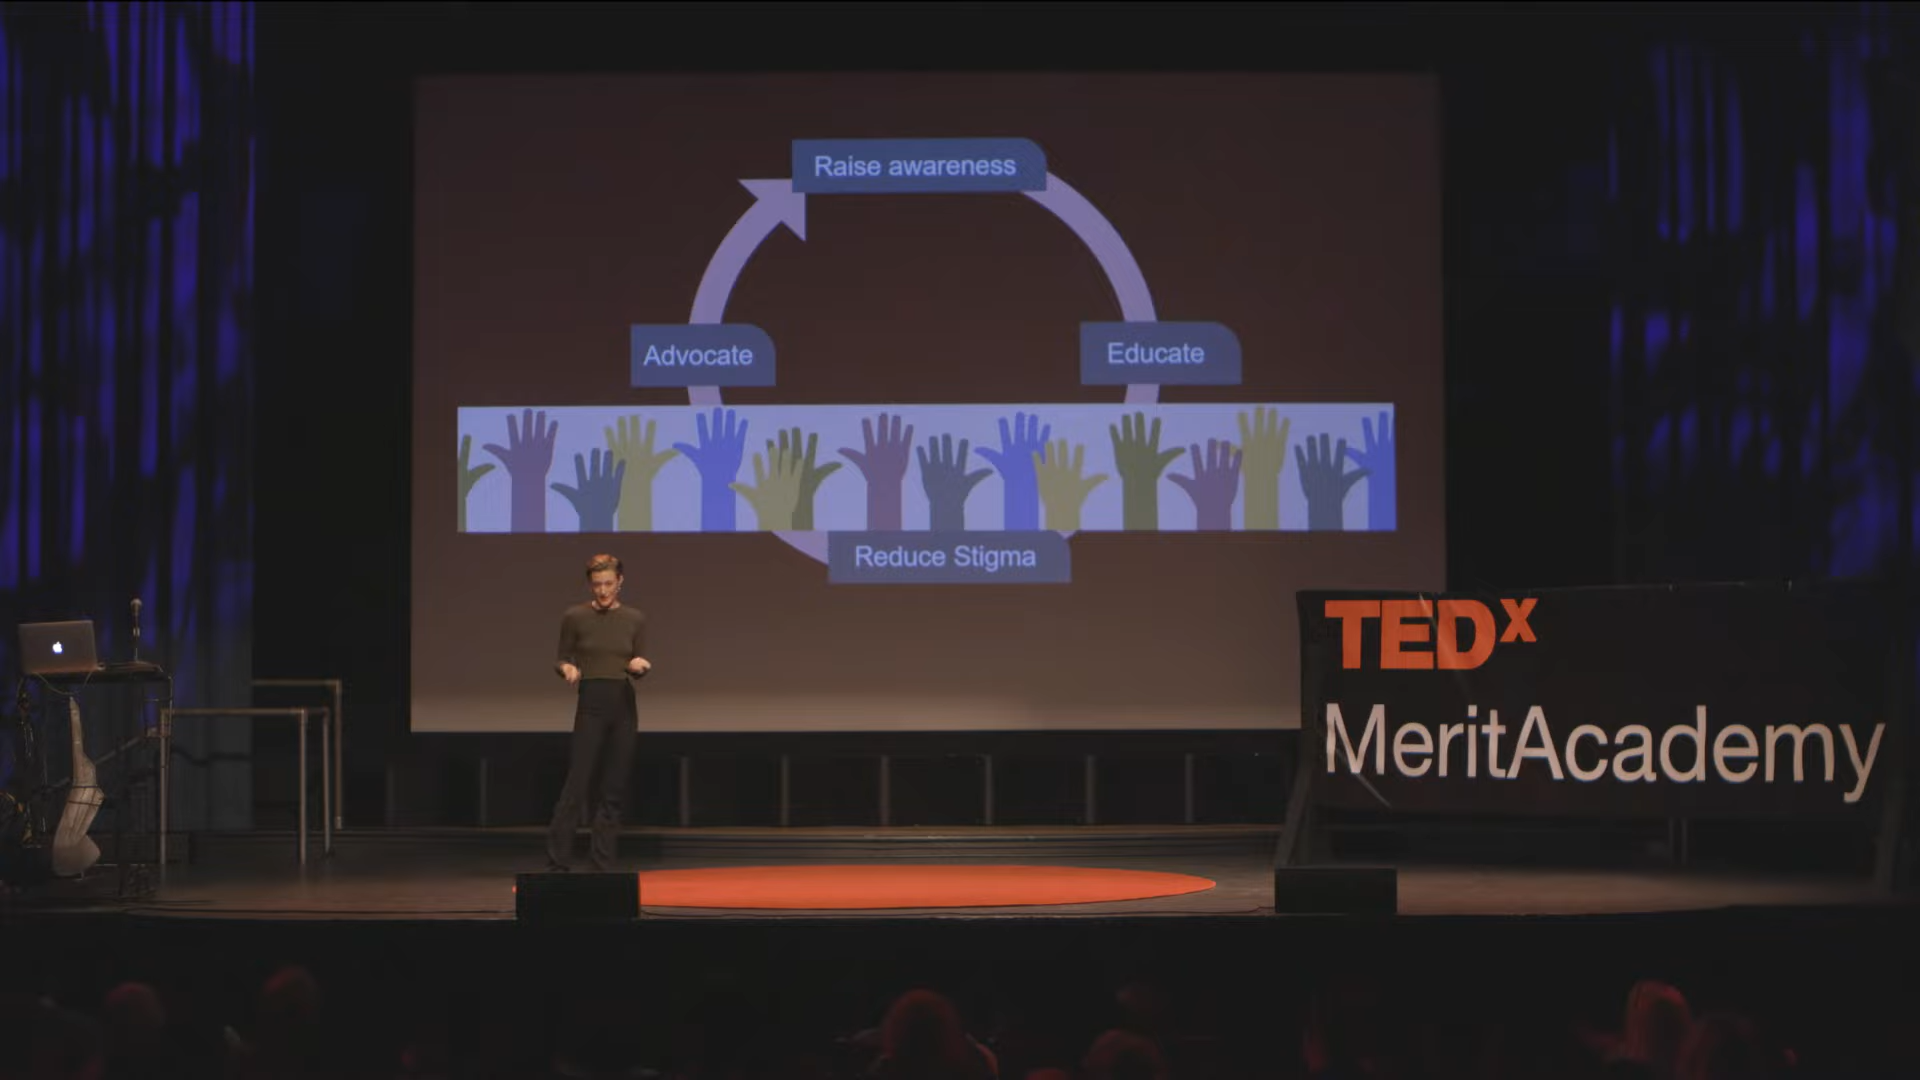 Raise awareness
Advocate
Educate
Reduce Stigma
TEDx
MeritAcademy